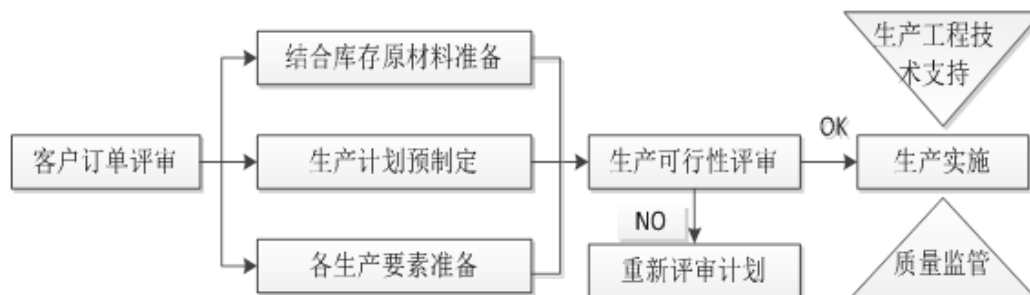 生产工程技
术支持
结合库存原材料准备
OK
客户订单评审
生产计划预制定
生产可行性评审
生产实施
NO
各生产要素准备
重新评审计划
质量监管